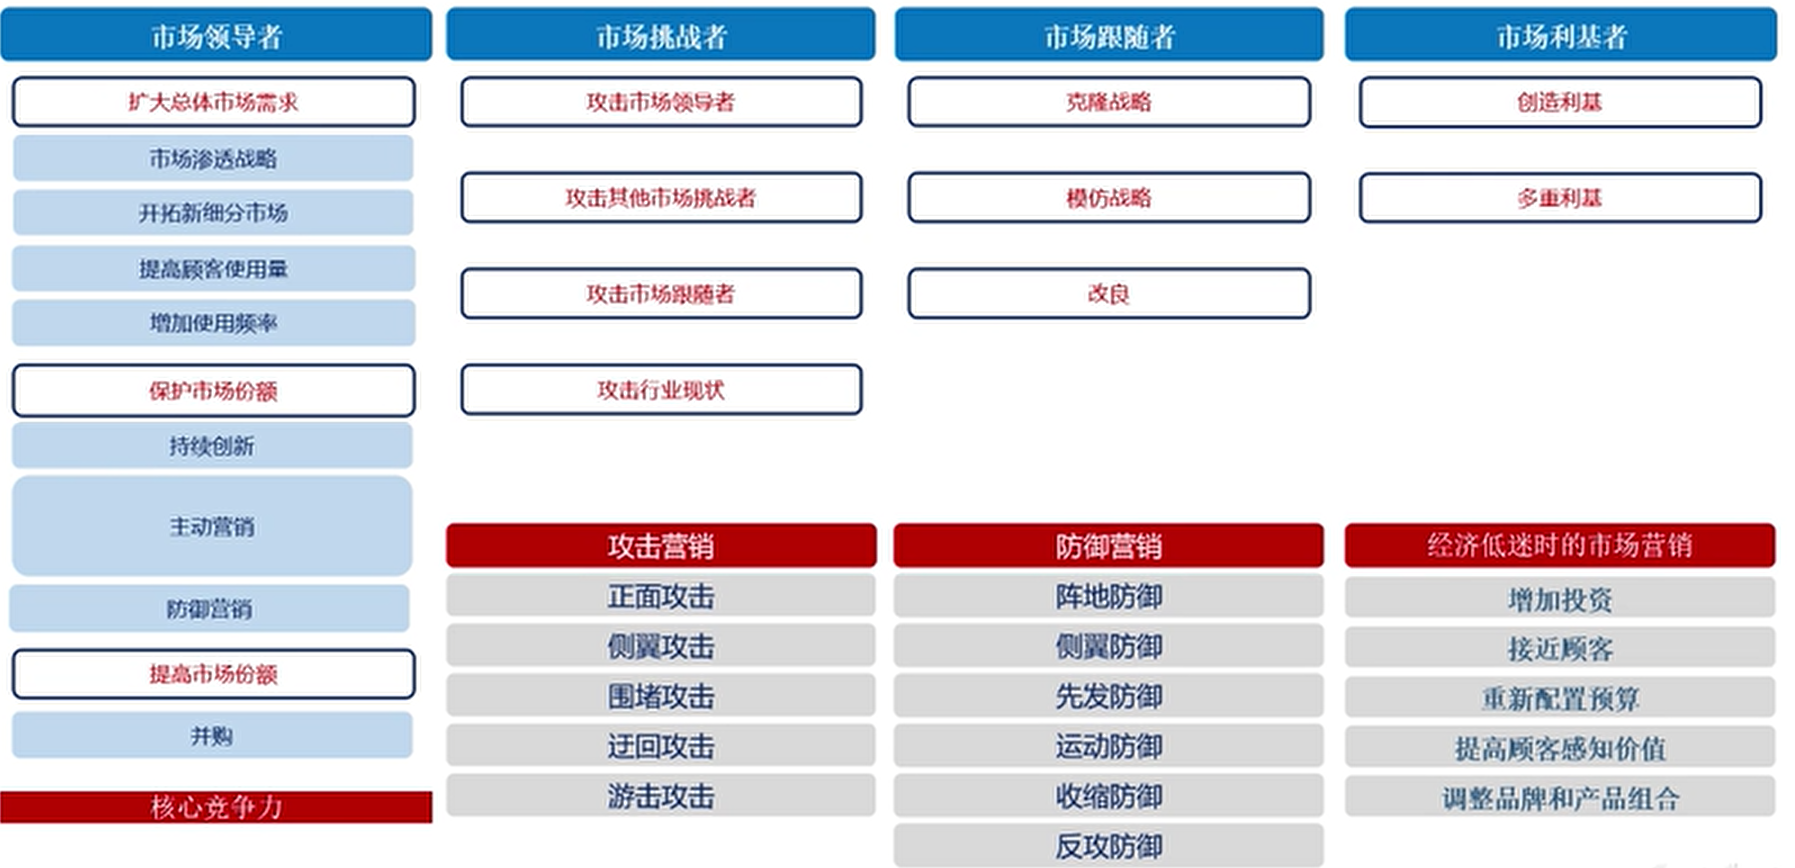 市场领导者
扩大总体市场需求
市场渗透战略
开拓新细分市场
提高顾客使用量
增加使用频率
保护市场份额
持续创新
主动营销
防御营销
提高市场份额
并购
核心竞争力
市场挑战者
攻击市场领导者
攻击其他市场挑战者
攻击市场跟随者
攻击行业现状
攻击营销
正面攻击
侧翼攻击
围堵攻击
迂回攻击
游击攻击
市场跟随者
克隆战略
模仿战略
改良
防御营销
阵地防御
侧翼防御
先发防御
运动防御
收缩防御
反攻防御
市场利基者
创造利基
多重利基
经济低迷时的市场营销
增加投资
接近顾客
重新配置预算
提高顾客感知价值
调整品牌和产品组合